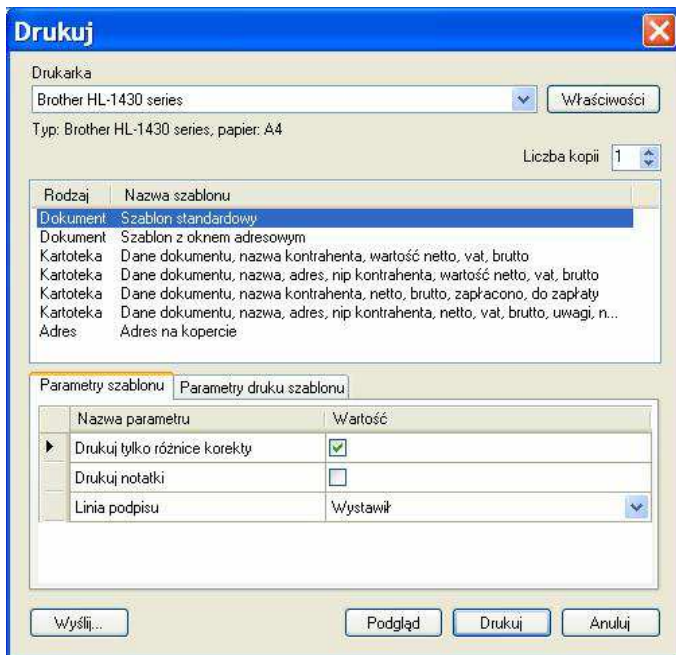 Drukuj
Drukarka
Brother HL-1430 series
Właściwości
Typ: Brother HL-1430 series, papier: A4
Liczba kopii 1
Rodzaj Nazwa szablonu
Dokument Szablon standardowy
Dokument Szablon z oknem adresowym
Kartoteka Dane dokumentu, nazwa kontrahenta, wartość netto, vat, brutto
Kartoteka Dane dokumentu, nazwa, adres, nip kontrahenta, wartość netto, vat, brutto
Kartoteka Dane dokumentu, nazwa kontrahenta, netto, brutto, zapłacono, do zapłaty
Kartoteka Dane dokumentu, nazwa, adres, nip kontrahenta, netto, vat, brutto, uwagi, n...
Adres Adres na kopercie
Parametry szablonu Parametry druku szablonu
Nazwa parametru Wartość
Drukuj tylko różnice korekty
Drukuj notatki
Linia podpisu Wystawił
Wyślij... Podgląd Drukuj Anuluj